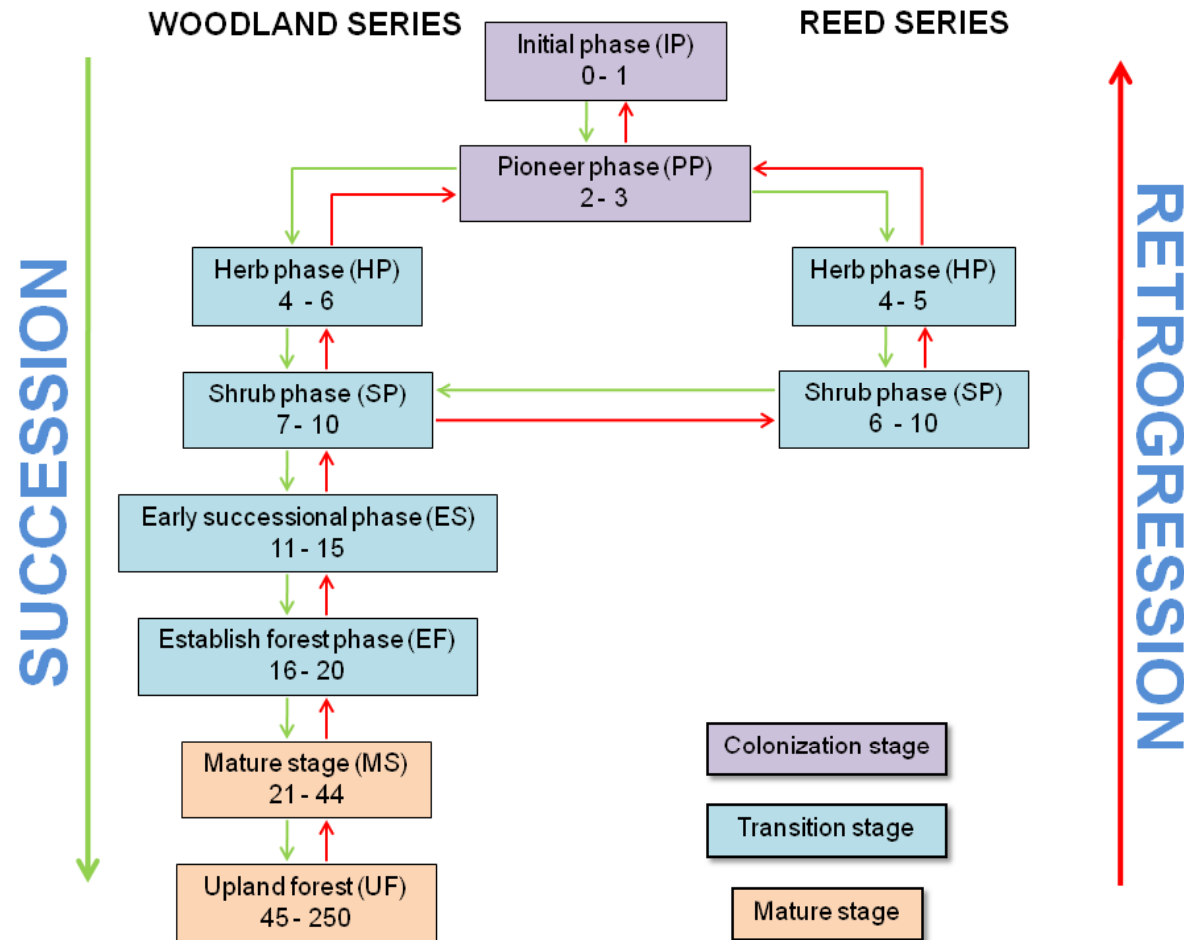 WOODLAND SERIES
REED SERIES
Initial phase (IP)
0 - 1
Pioneer phase (PP)
2 - 3
Herb phase (HP)
4 - 6
Herb phase (HP)
4 - 5
Shrub phase (SP)
7 - 10
Shrub phase (SP)
6 - 10
Early successional phase (ES)
11 - 15
Establish forest phase (EF)
16 - 20
Mature stage (MS)
21 - 44
Upland forest (UF)
45 - 250
SUCCESSION
RETROGRESSION
Colonization stage
Transition stage
Mature stage